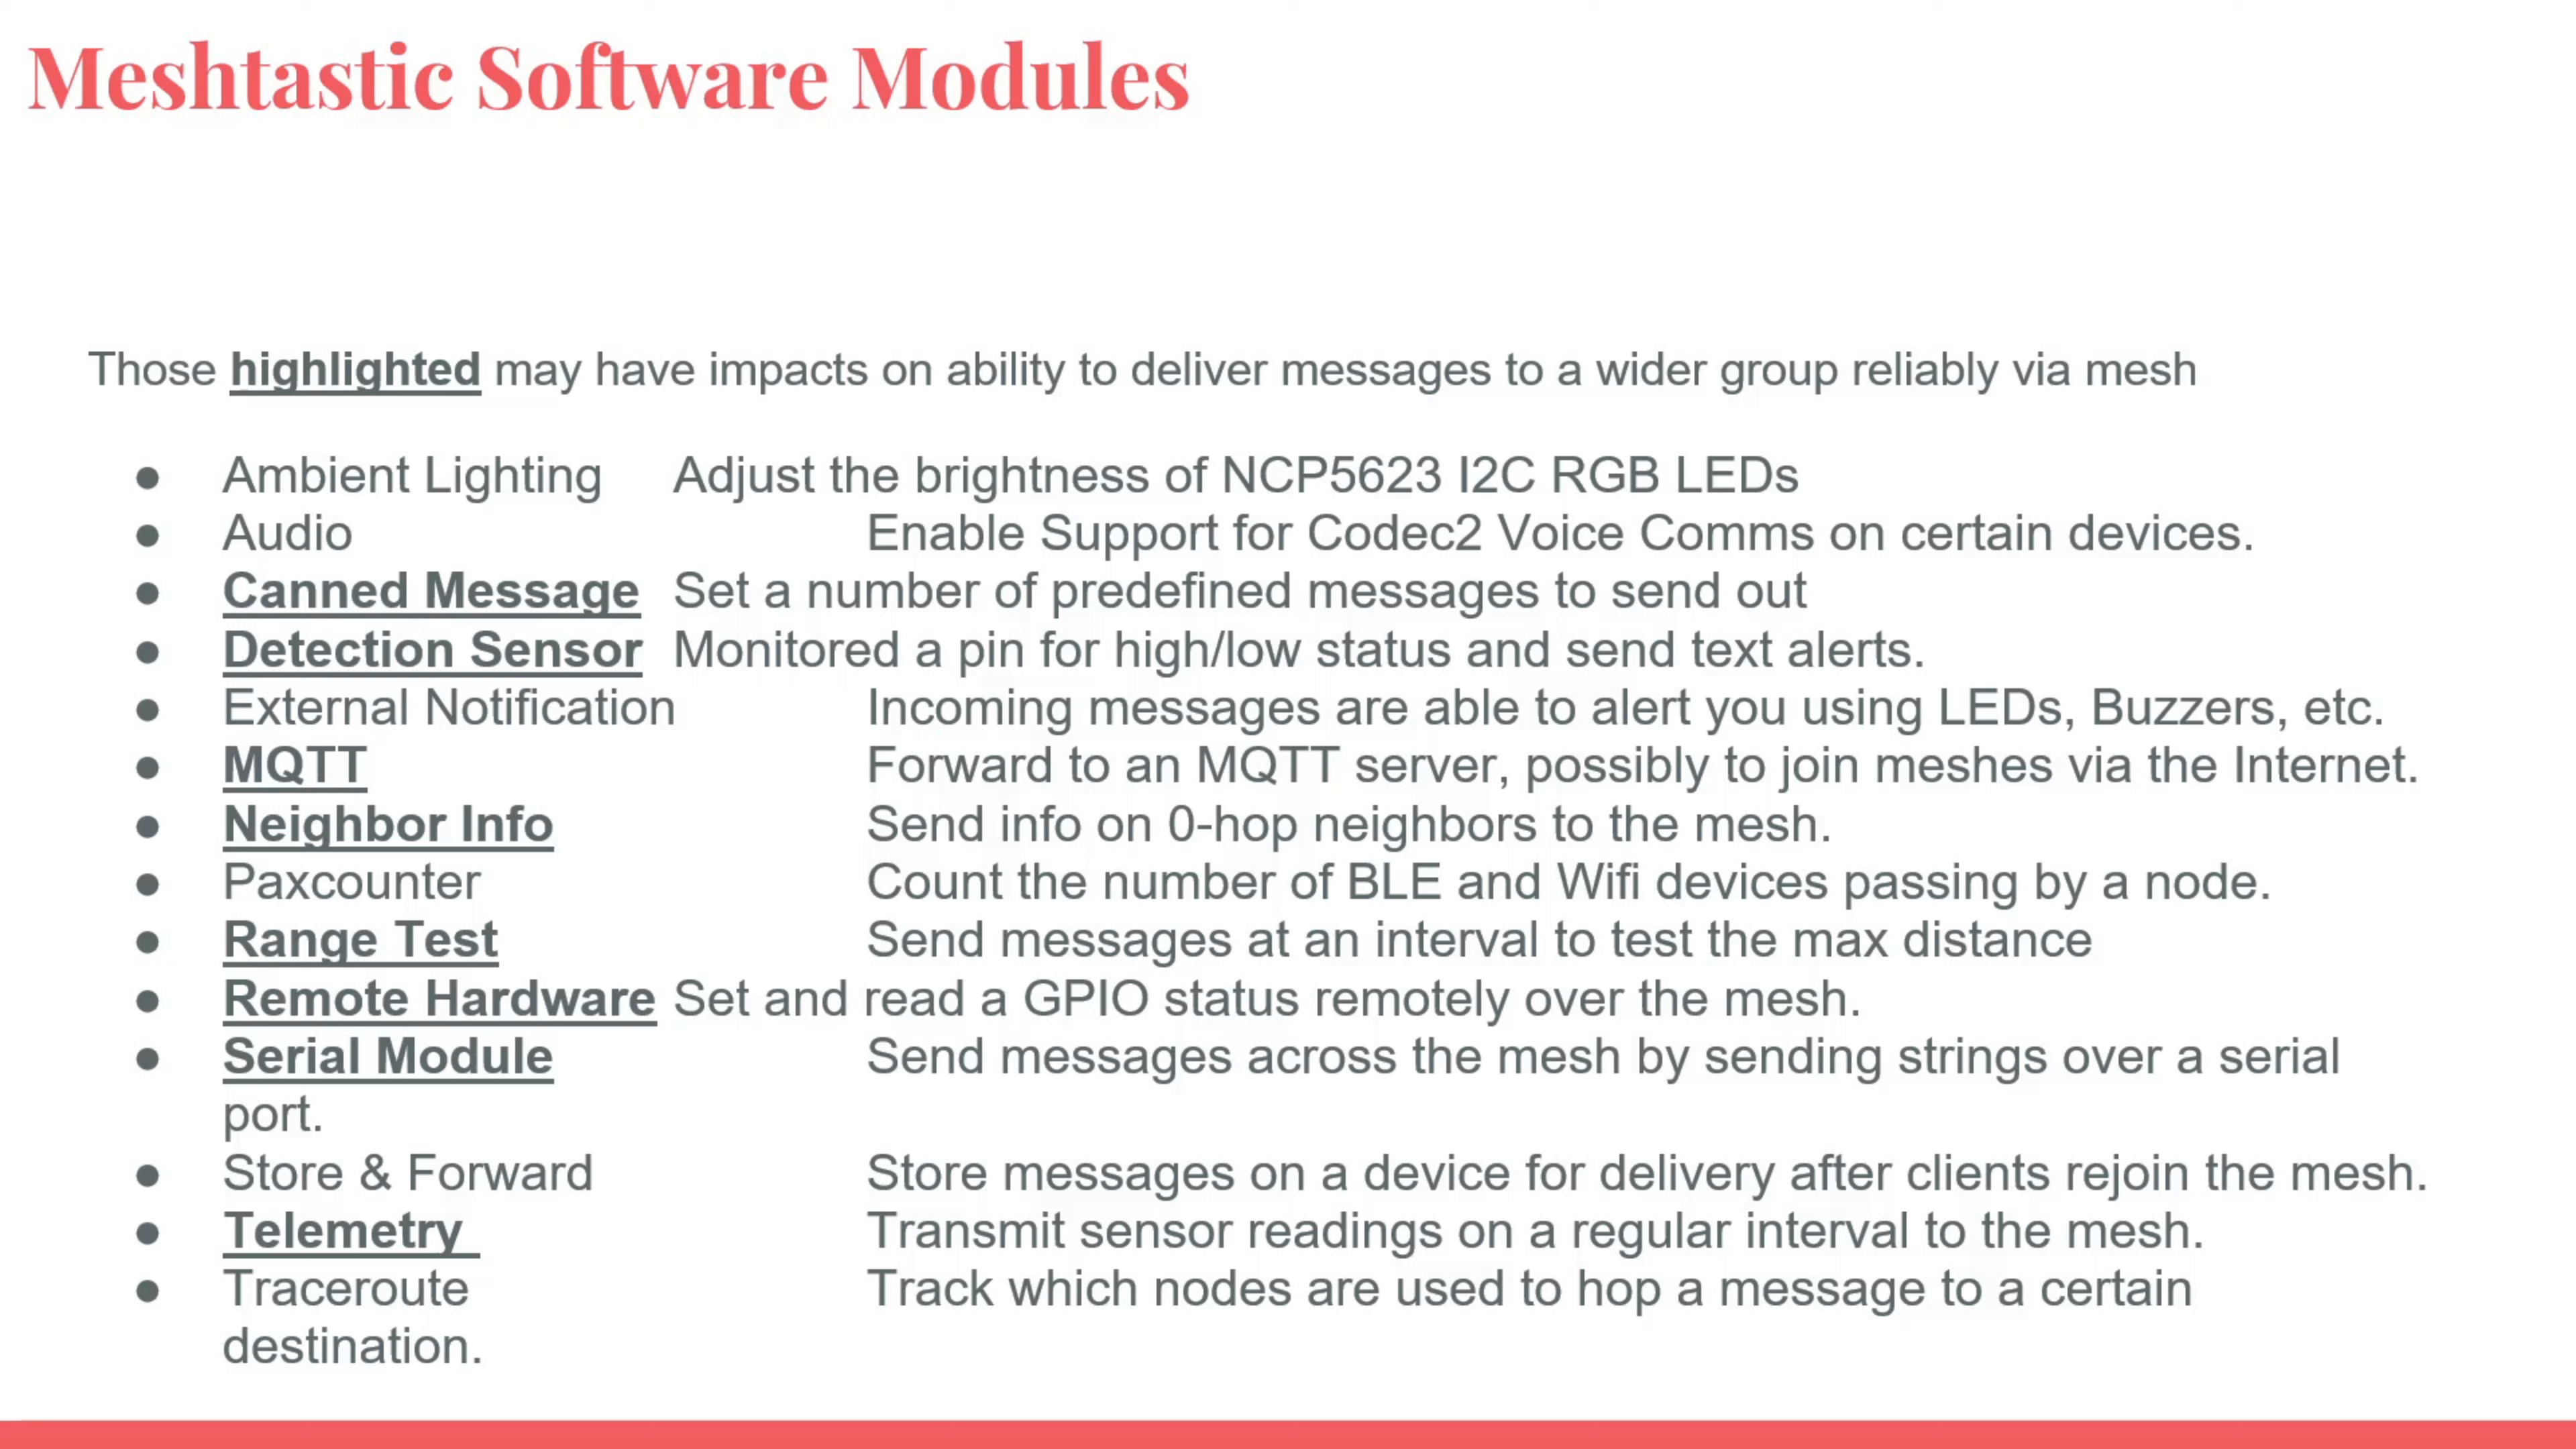 Meshtastic Software Modules
Those highlighted may have impacts on ability to deliver messages to a wider group reliably via mesh
● Ambient Lighting Adjust the brightness of NCP5623 I2C RGB LEDs
● Audio Enable Support for Codec2 Voice Comms on certain devices.
● Canned Message Set a number of predefined messages to send out
● Detection Sensor Monitored a pin for high/low status and send text alerts.
● External Notification Incoming messages are able to alert you using LEDs, Buzzers, etc.
● MQTT Forward to an MQTT server, possibly to join meshes via the Internet.
● Neighbor Info Send info on 0-hop neighbors to the mesh.
● Paxcounter Count the number of BLE and Wifi devices passing by a node.
● Range Test Send messages at an interval to test the max distance
● Remote Hardware Set and read a GPIO status remotely over the mesh.
● Serial Module Send messages across the mesh by sending strings over a serial
port.
● Store & Forward Store messages on a device for delivery after clients rejoin the mesh.
● Telemetry Transmit sensor readings on a regular interval to the mesh.
● Traceroute Track which nodes are used to hop a message to a certain
destination.